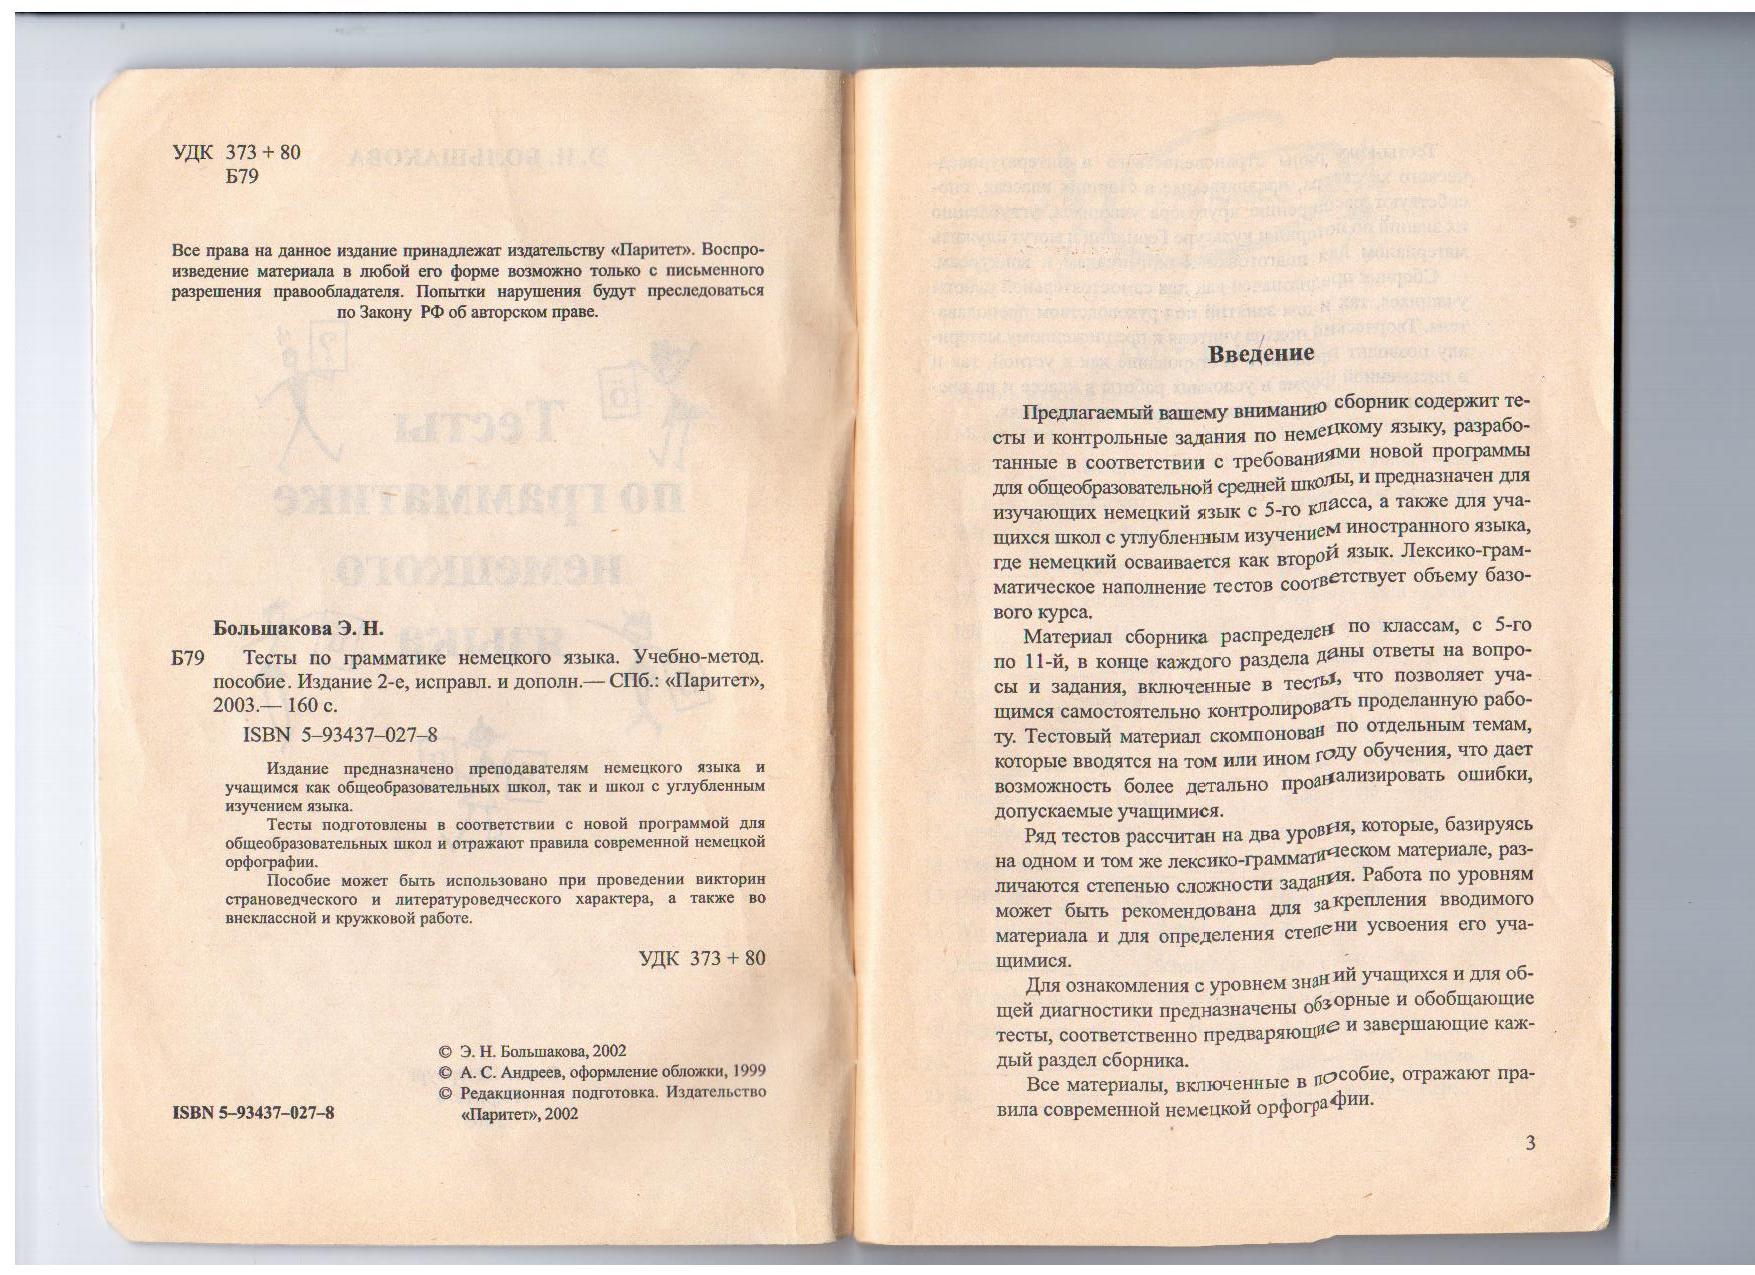 УДК 373 + 80
Б79
Все права на данное издание принадлежат издательству «Паритет». Воспро-
изведение материала в любой его форме возможно только с письменного
разрешения правообладателя. Попытки нарушения будут преследоваться
по Закону РФ об авторском праве.
Большакова Э. Н.
Б79 Тесты по грамматике немецкого языка. Учебно-метод.
пособие. Издание 2-е, исправл. и дополн.— СПб.: «Паритет»,
2003.— 160 с.
ISBN 5–93437–027–8
Издание предназначено преподавателям немецкого языка и
учащимся как общеобразовательных школ, так и школ с углубленным
изучением языка.
Тесты подготовлены в соответствии с новой программой для
общеобразовательных школ и отражают правила современной немецкой
орфографии.
Пособие может быть использовано при проведении викторин
страноведческого и литературоведческого характера, а также во
внеклассной и кружковой работе.
УДК 373 + 80
© Э. Н. Большакова, 2002
© А. С. Андреев, оформление обложки, 1999
© Редакционная подготовка. Издательство
«Паритет», 2002
ISBN 5–93437–027–8
Введение
Предлагаемый вашему вниманию сборник содержит те-
сты и контрольные задания по немецкому языку, разрабо-
танные в соответствии с требованиями новой программы
для общеобразовательной средней школы, и предназначен для
изучающих немецкий язык с 5-го класса, а также для уча-
щихся школ с углубленным изучением иностранного языка,
где немецкий осваивается как второй язык. Лексико-грам-
матическое наполнение тестов соответствует объему базо-
вого курса.
Материал сборника распределен по классам, с 5-го
по 11-й, в конце каждого раздела даны ответы на вопро-
сы и задания, включенные в тесты, что позволяет уча-
щимся самостоятельно контролировать проделанную рабо-
ту. Тестовый материал скомпонован по отдельным темам,
которые вводятся на том или ином году обучения, что дает
возможность более детально проанализировать ошибки,
допускаемые учащимися.
Ряд тестов рассчитан на два уровня, которые, базируясь
на одном и том же лексико-грамматическом материале, раз-
личаются степенью сложности задания. Работа по уровням
может быть рекомендована для закрепления вводимого
материала и для определения степени усвоения его уча-
щимися.
Для ознакомления с уровнем знаний учащихся и для об-
щей диагностики предназначены обзорные и обобщающие
тесты, соответственно предваряющие и завершающие каж-
дый раздел сборника.
Все материалы, включенные в пособие, отражают пра-
вила современной немецкой орфографии.
3